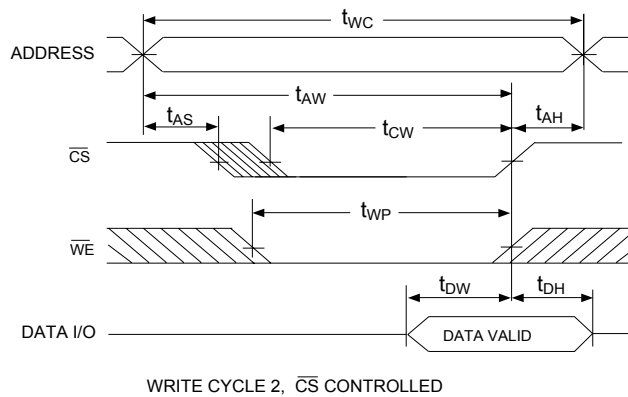 tWC
ADDRESS
tAW
tAS
tCW
tAH
CS
tWP
WE
tDW
tDH
DATA I/O
DATA VALID
WRITE CYCLE 2, CS CONTROLLED